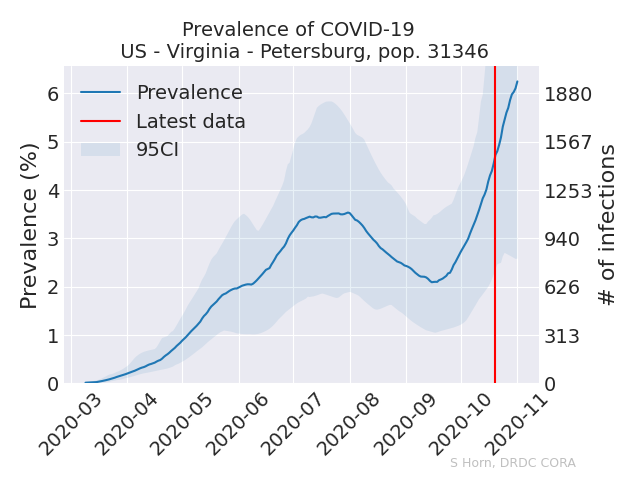 Prevalence of COVID-19
US - Virginia - Petersburg, pop. 31346
Prevalence
Latest data
95CI
Prevalence (%)
6
5
4
3
2
1
0
1880
1567
1253
940
626
313
0
# of infections
2020-03
2020-04
2020-05
2020-06
2020-07
2020-08
2020-09
2020-10
2020-11
S Horn, DRDC CORA